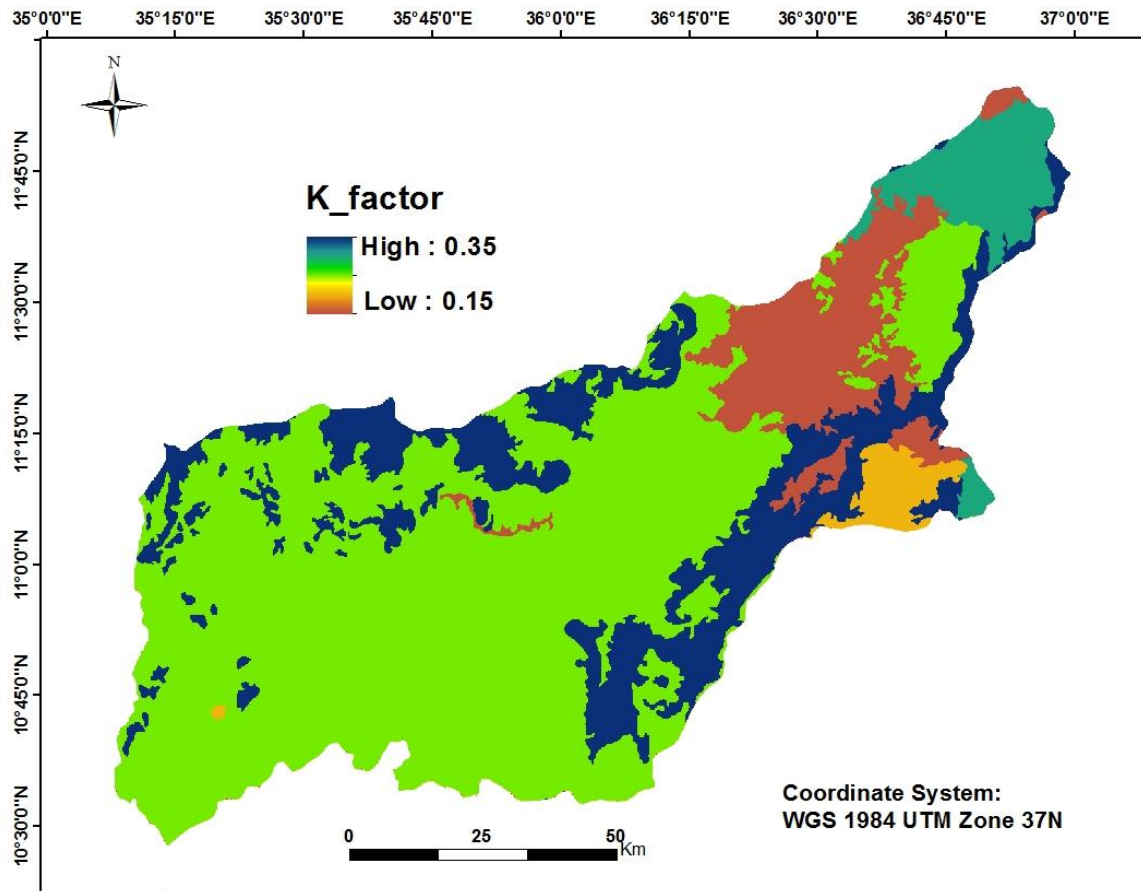 35°0'0"E 35°15'0"E 35°30'0"E 35°45'0"E 36°0'0"E 36°15'0"E 36°30'0"E 36°45'0"E 37°0'0"E
N
11°45'0"N
K_factor
High : 0.35
Low : 0.15
11°30'0"N
11°15'0"N
11°0'0"N
10°45'0"N
10°30'0"N
Coordinate System:
WGS 1984 UTM Zone 37N
0 25 50
Km